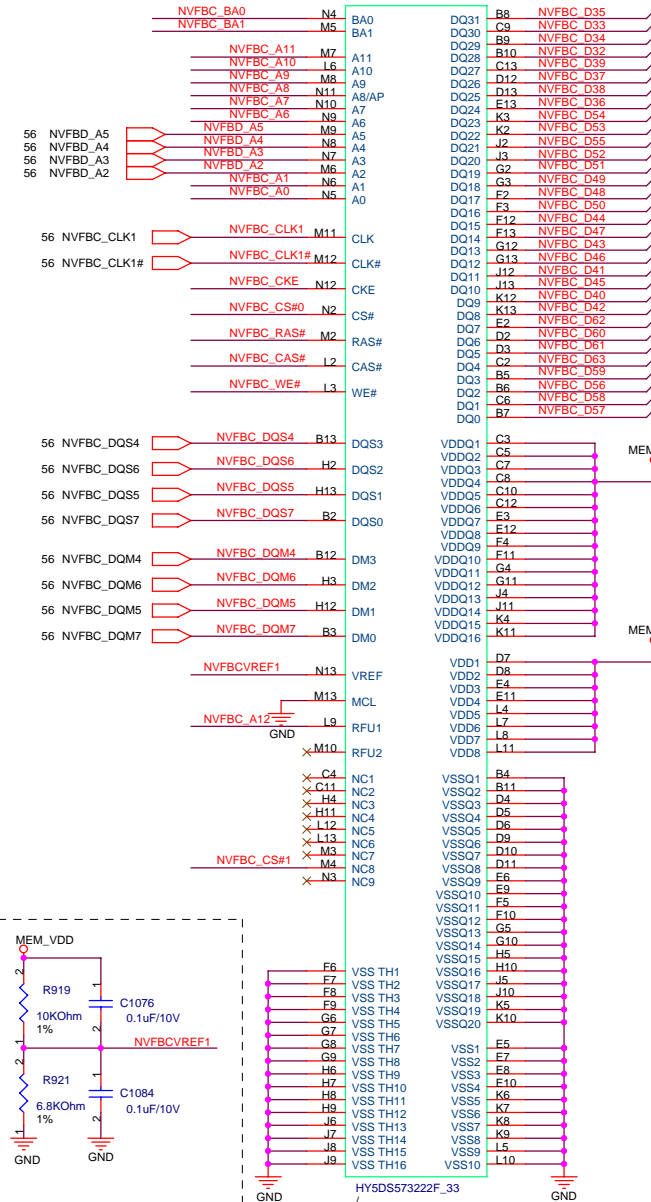 NVFBC_BA0 N4 BA0
NVFBC_BA1 M5 BA1
NVFBC_A11 M7 A11
NVFBC_A10 L6 A10
NVFBC_A9 M8 A9
NVFBC_A8 N11 A8/AP
NVFBC_A7 N10 A7
NVFBC_A6 N9 A6
56 NVFBD_A5 NVFBD_A5 M9 A5
56 NVFBD_A4 NVFBD_A4 N8 A4
56 NVFBD_A3 NVFBD_A3 N7 A3
56 NVFBD_A2 NVFBD_A2 M6 A2
NVFBC_A1 N6 A1
NVFBC_A0 N5 A0
56 NVFBC_CLK1 NVFBC_CLK1 M11 CLK
56 NVFBC_CLK1# NVFBC_CLK1# M12 CLK#
NVFBC_CKE N12 CKE
NVFBC_CS#0 N2 CS#
NVFBC_RAS# M2 RAS#
NVFBC_CAS# L2 CAS#
NVFBC_WE# L3 WE#
56 NVFBC_DQS4 NVFBC_DQS4 B13 DQS3
56 NVFBC_DQS6 NVFBC_DQS6 H2 DQS2
56 NVFBC_DQS5 NVFBC_DQS5 H13 DQS1
56 NVFBC_DQS7 NVFBC_DQS7 B2 DQS0
56 NVFBC_DQM4 NVFBC_DQM4 B12 DM3
56 NVFBC_DQM6 NVFBC_DQM6 H3 DM2
56 NVFBC_DQM5 NVFBC_DQM5 H12 DM1
56 NVFBC_DQM7 NVFBC_DQM7 B3 DM0
NVFBCVREF1 N13 VREF
M13 MCL
GND
NVFBC_A12 L9 RFU1
M10 RFU2
C4 NC1
C11 NC2
H4 NC3
H11 NC4
L12 NC5
L13 NC6
M3 NC7
NVFBC_CS#1 M4 NC8
N3 NC9
F6 VSS TH1
F7 VSS TH2
F8 VSS TH3
F9 VSS TH4
G6 VSS TH5
G7 VSS TH6
G8 VSS TH7
G9 VSS TH8
H6 VSS TH9
H7 VSS TH10
H8 VSS TH11
H9 VSS TH12
J6 VSS TH13
J7 VSS TH14
J8 VSS TH15
J9 VSS TH16
GND
DQ31 B8 NVFBC_D35
DQ30 C9 NVFBC_D33
DQ29 B9 NVFBC_D34
DQ28 B10 NVFBC_D32
DQ27 C13 NVFBC_D39
DQ26 D12 NVFBC_D37
DQ25 D13 NVFBC_D38
DQ24 E13 NVFBC_D36
DQ23 K3 NVFBC_D54
DQ22 K2 NVFBC_D53
DQ21 J2 NVFBC_D55
DQ20 J3 NVFBC_D52
DQ19 G2 NVFBC_D51
DQ18 G3 NVFBC_D49
DQ17 F2 NVFBC_D48
DQ16 F3 NVFBC_D50
DQ15 F12 NVFBC_D44
DQ14 F13 NVFBC_D47
DQ13 G12 NVFBC_D43
DQ12 G13 NVFBC_D46
DQ11 J12 NVFBC_D41
DQ10 J13 NVFBC_D45
DQ9 K12 NVFBC_D40
DQ8 K13 NVFBC_D42
DQ7 E2 NVFBC_D62
DQ6 D2 NVFBC_D60
DQ5 D3 NVFBC_D61
DQ4 C2 NVFBC_D63
DQ3 B5 NVFBC_D59
DQ2 B6 NVFBC_D56
DQ1 C6 NVFBC_D58
DQ0 B7 NVFBC_D57
VDDQ1 C3
VDDQ2 C5
VDDQ3 C7
VDDQ4 C8
VDDQ5 C10
VDDQ6 C12
VDDQ7 E3
VDDQ8 E12
VDDQ9 F4
VDDQ10 F11
VDDQ11 G4
VDDQ12 G11
VDDQ13 J4
VDDQ14 J11
VDDQ15 K4
VDDQ16 K11
VDD1 D7
VDD2 D8
VDD3 E4
VDD4 E11
VDD5 L4
VDD6 L7
VDD7 L8
VDD8 L11
VSSQ1 B4
VSSQ2 B11
VSSQ3 D4
VSSQ4 D5
VSSQ5 D6
VSSQ6 D9
VSSQ7 D10
VSSQ8 D11
VSSQ9 E6
VSSQ10 E9
VSSQ11 F5
VSSQ12 F10
VSSQ13 G5
VSSQ14 G10
VSSQ15 H5
VSSQ16 H10
VSSQ17 J5
VSSQ18 J10
VSSQ19 K5
VSSQ20 K10
VSS1 E5
VSS2 E7
VSS3 E8
VSS4 E10
VSS5 K6
VSS6 K7
VSS7 K8
VSS8 K9
VSS9 L5
VSS10 L10
GND
HY5DS573222F_33
/
MEM_VDD
2 R919 10KOhm 1% 1
1 C1076 0.1uF/10V 2
NVFBCVREF1
2 R921 6.8KOhm 1% 1
1 C1084 0.1uF/10V 2
GND
GND